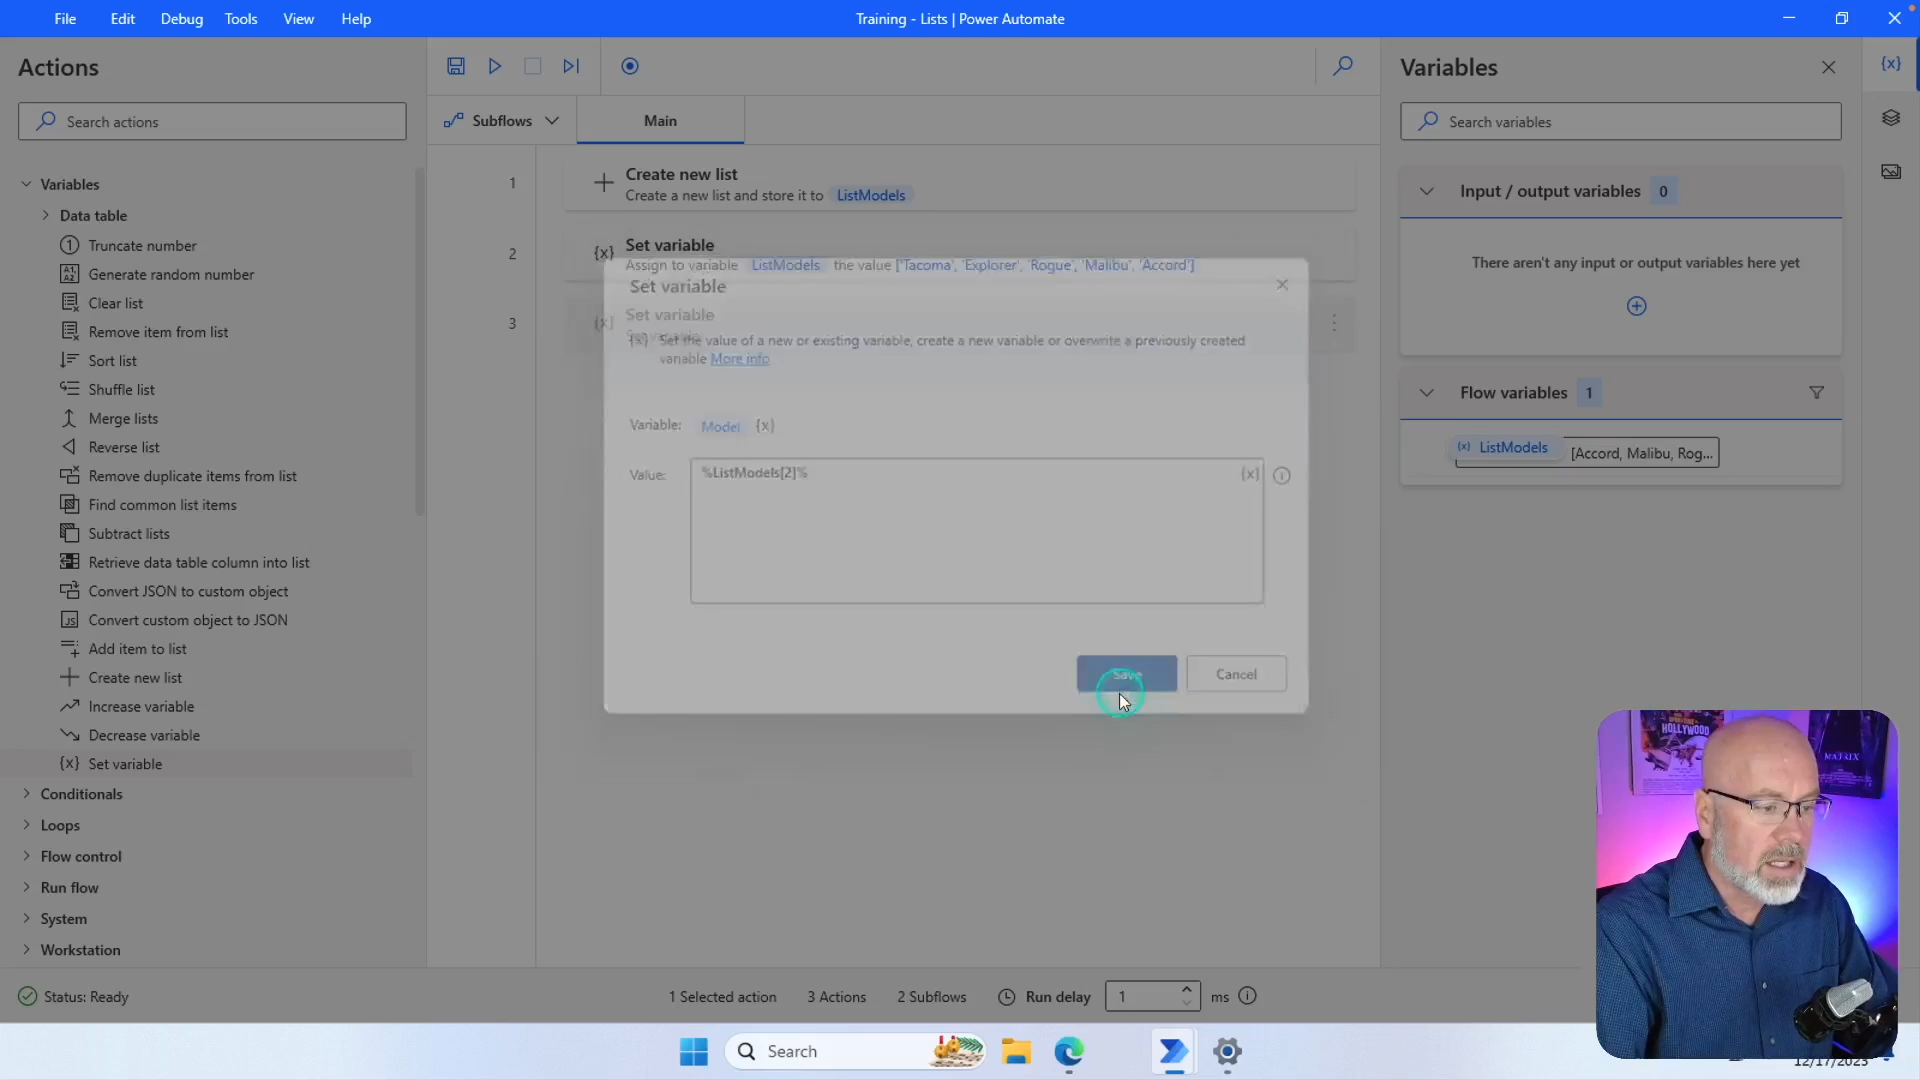 File Edit Debug Tools View Help
Training - Lists | Power Automate
Actions
Search actions
Variables
Data table
Truncate number
Generate random number
Clear list
Remove item from list
Sort list
Shuffle list
Merge lists
Reverse list
Remove duplicate items from list
Find common list items
Subtract lists
Retrieve data table column into list
Convert JSON to custom object
Convert custom object to JSON
Add item to list
Create new list
Increase variable
Decrease variable
{x} Set variable
Conditionals
Loops
Flow control
Run flow
System
Workstation
Subflows
Main
1
Create new list
Create a new list and store it to ListModels
2
{x} Set variable
Assign to variable ListModels the value ['Tacoma', 'Explorer', 'Rogue', 'Malibu', 'Accord']
3
{x} Set variable
Set variable
{x} Set the value of a new or existing variable, create a new variable or overwrite a previously created
variable More info
Variable: Model {x}
Value: %ListModels[2]% {x}
Save Cancel
Variables
{x}
Search variables
Input / output variables 0
There aren't any input or output variables here yet
Flow variables 1
(x) ListModels [Accord, Malibu, Rog...
Status: Ready
1 Selected action 3 Actions 2 Subflows Run delay 1 ms
Search
HOLLYWOOD
MATRIX
12/17/2023